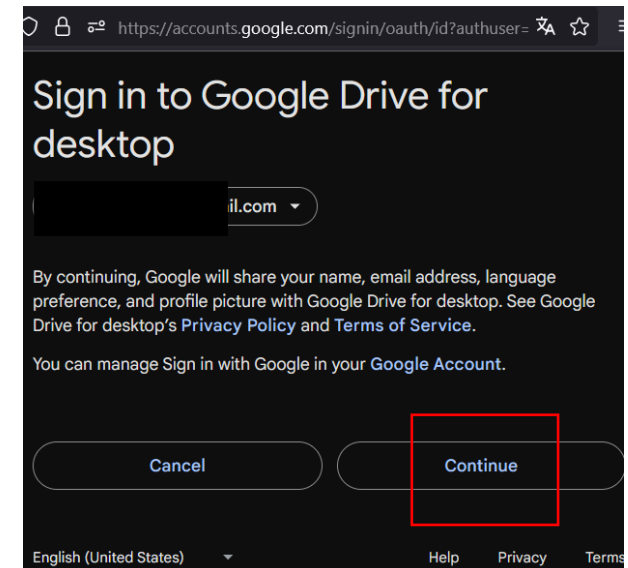 https://accounts.google.com/signin/oauth/id?authuser=
Sign in to Google Drive for
desktop
il.com
By continuing, Google will share your name, email address, language
preference, and profile picture with Google Drive for desktop. See Google
Drive for desktop's Privacy Policy and Terms of Service.
You can manage Sign in with Google in your Google Account.
Cancel Continue
English (United States) Help Privacy Terms